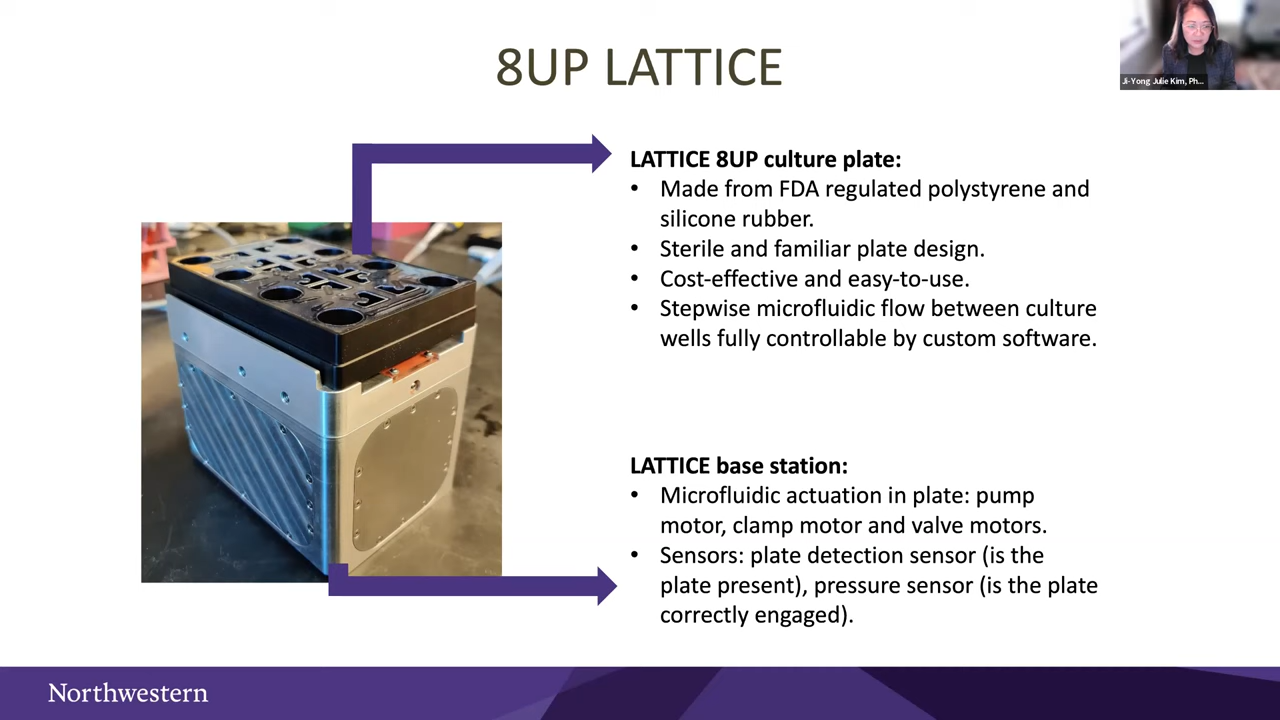 8UP LATTICE
Ji-Yong Julie Kim, Ph...
LATTICE 8UP culture plate:
• Made from FDA regulated polystyrene and
silicone rubber.
• Sterile and familiar plate design.
• Cost-effective and easy-to-use.
• Stepwise microfluidic flow between culture
wells fully controllable by custom software.
LATTICE base station:
• Microfluidic actuation in plate: pump
motor, clamp motor and valve motors.
• Sensors: plate detection sensor (is the
plate present), pressure sensor (is the plate
correctly engaged).
Northwestern